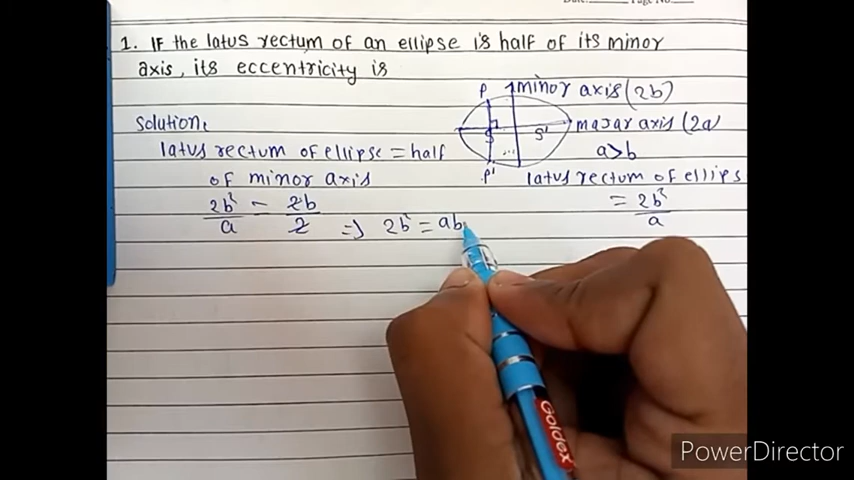 1. IF the latus rectum of an ellipse is half of its minor
axis, its eccentricity is
P minor axis (2b)
Solution,
S S' majar axis (2a)
latus rectum of ellipse = half
a>b
of minor axis
P' latus rectum of ellips
2b²/a = 2b/2 => 2b² = ab
= 2b²/a
Goldex
PowerDirector